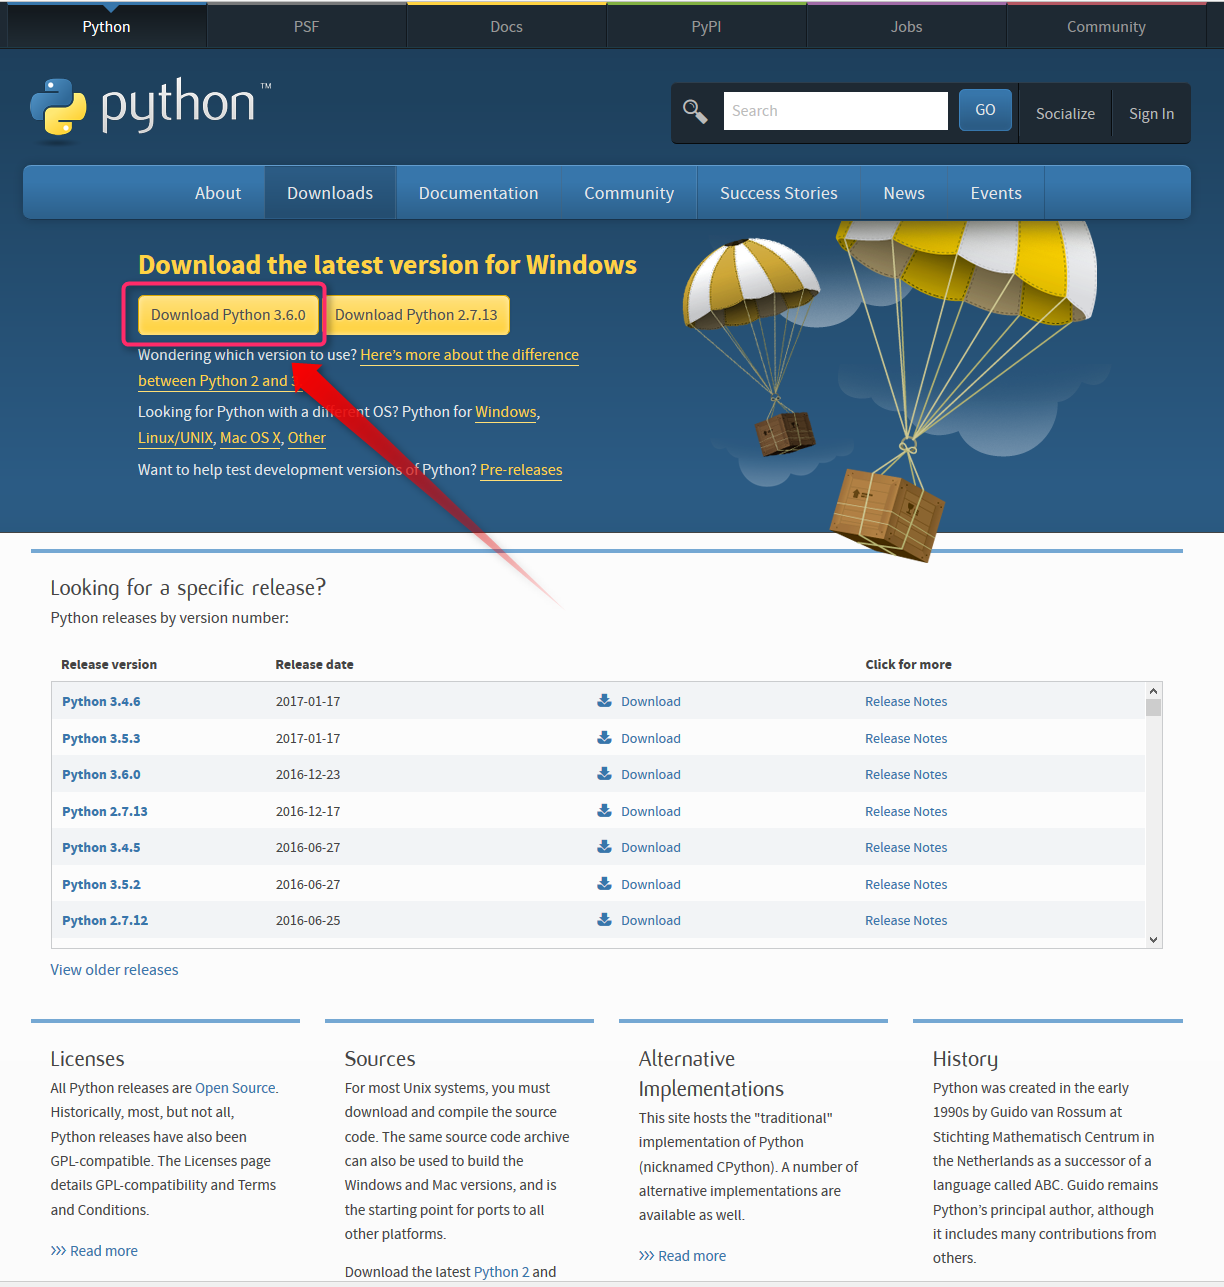 Python
PSF
Docs
PyPI
Jobs
Community
python™
Search
GO
Socialize
Sign In
About
Downloads
Documentation
Community
Success Stories
News
Events
Download the latest version for Windows
Download Python 3.6.0
Download Python 2.7.13
Wondering which version to use? Here's more about the difference
between Python 2 and
Looking for Python with a different OS? Python for Windows,
Linux/UNIX, Mac OS X, Other
Want to help test development versions of Python? Pre-releases
Looking for a specific release?
Python releases by version number:
Release version Release date Click for more
Python 3.4.6 2017-01-17 Download Release Notes
Python 3.5.3 2017-01-17 Download Release Notes
Python 3.6.0 2016-12-23 Download Release Notes
Python 2.7.13 2016-12-17 Download Release Notes
Python 3.4.5 2016-06-27 Download Release Notes
Python 3.5.2 2016-06-27 Download Release Notes
Python 2.7.12 2016-06-25 Download Release Notes
View older releases
Licenses
All Python releases are Open Source.
Historically, most, but not all,
Python releases have also been
GPL-compatible. The Licenses page
details GPL-compatibility and Terms
and Conditions.
Read more
Sources
For most Unix systems, you must
download and compile the source
code. The same source code archive
can also be used to build the
Windows and Mac versions, and is
the starting point for ports to all
other platforms.
Download the latest Python 2 and
Alternative
Implementations
This site hosts the "traditional"
implementation of Python
(nicknamed CPython). A number of
alternative implementations are
available as well.
Read more
History
Python was created in the early
1990s by Guido van Rossum at
Stichting Mathematisch Centrum in
the Netherlands as a successor of a
language called ABC. Guido remains
Python's principal author, although
it includes many contributions from
others.